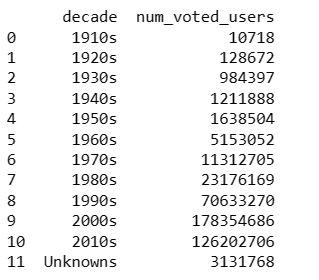 decade num_voted_users
0 1910s 10718
1 1920s 128672
2 1930s 984397
3 1940s 1211888
4 1950s 1638504
5 1960s 5153052
6 1970s 11312705
7 1980s 23176169
8 1990s 70633270
9 2000s 178354686
10 2010s 126202706
11 Unknowns 3131768